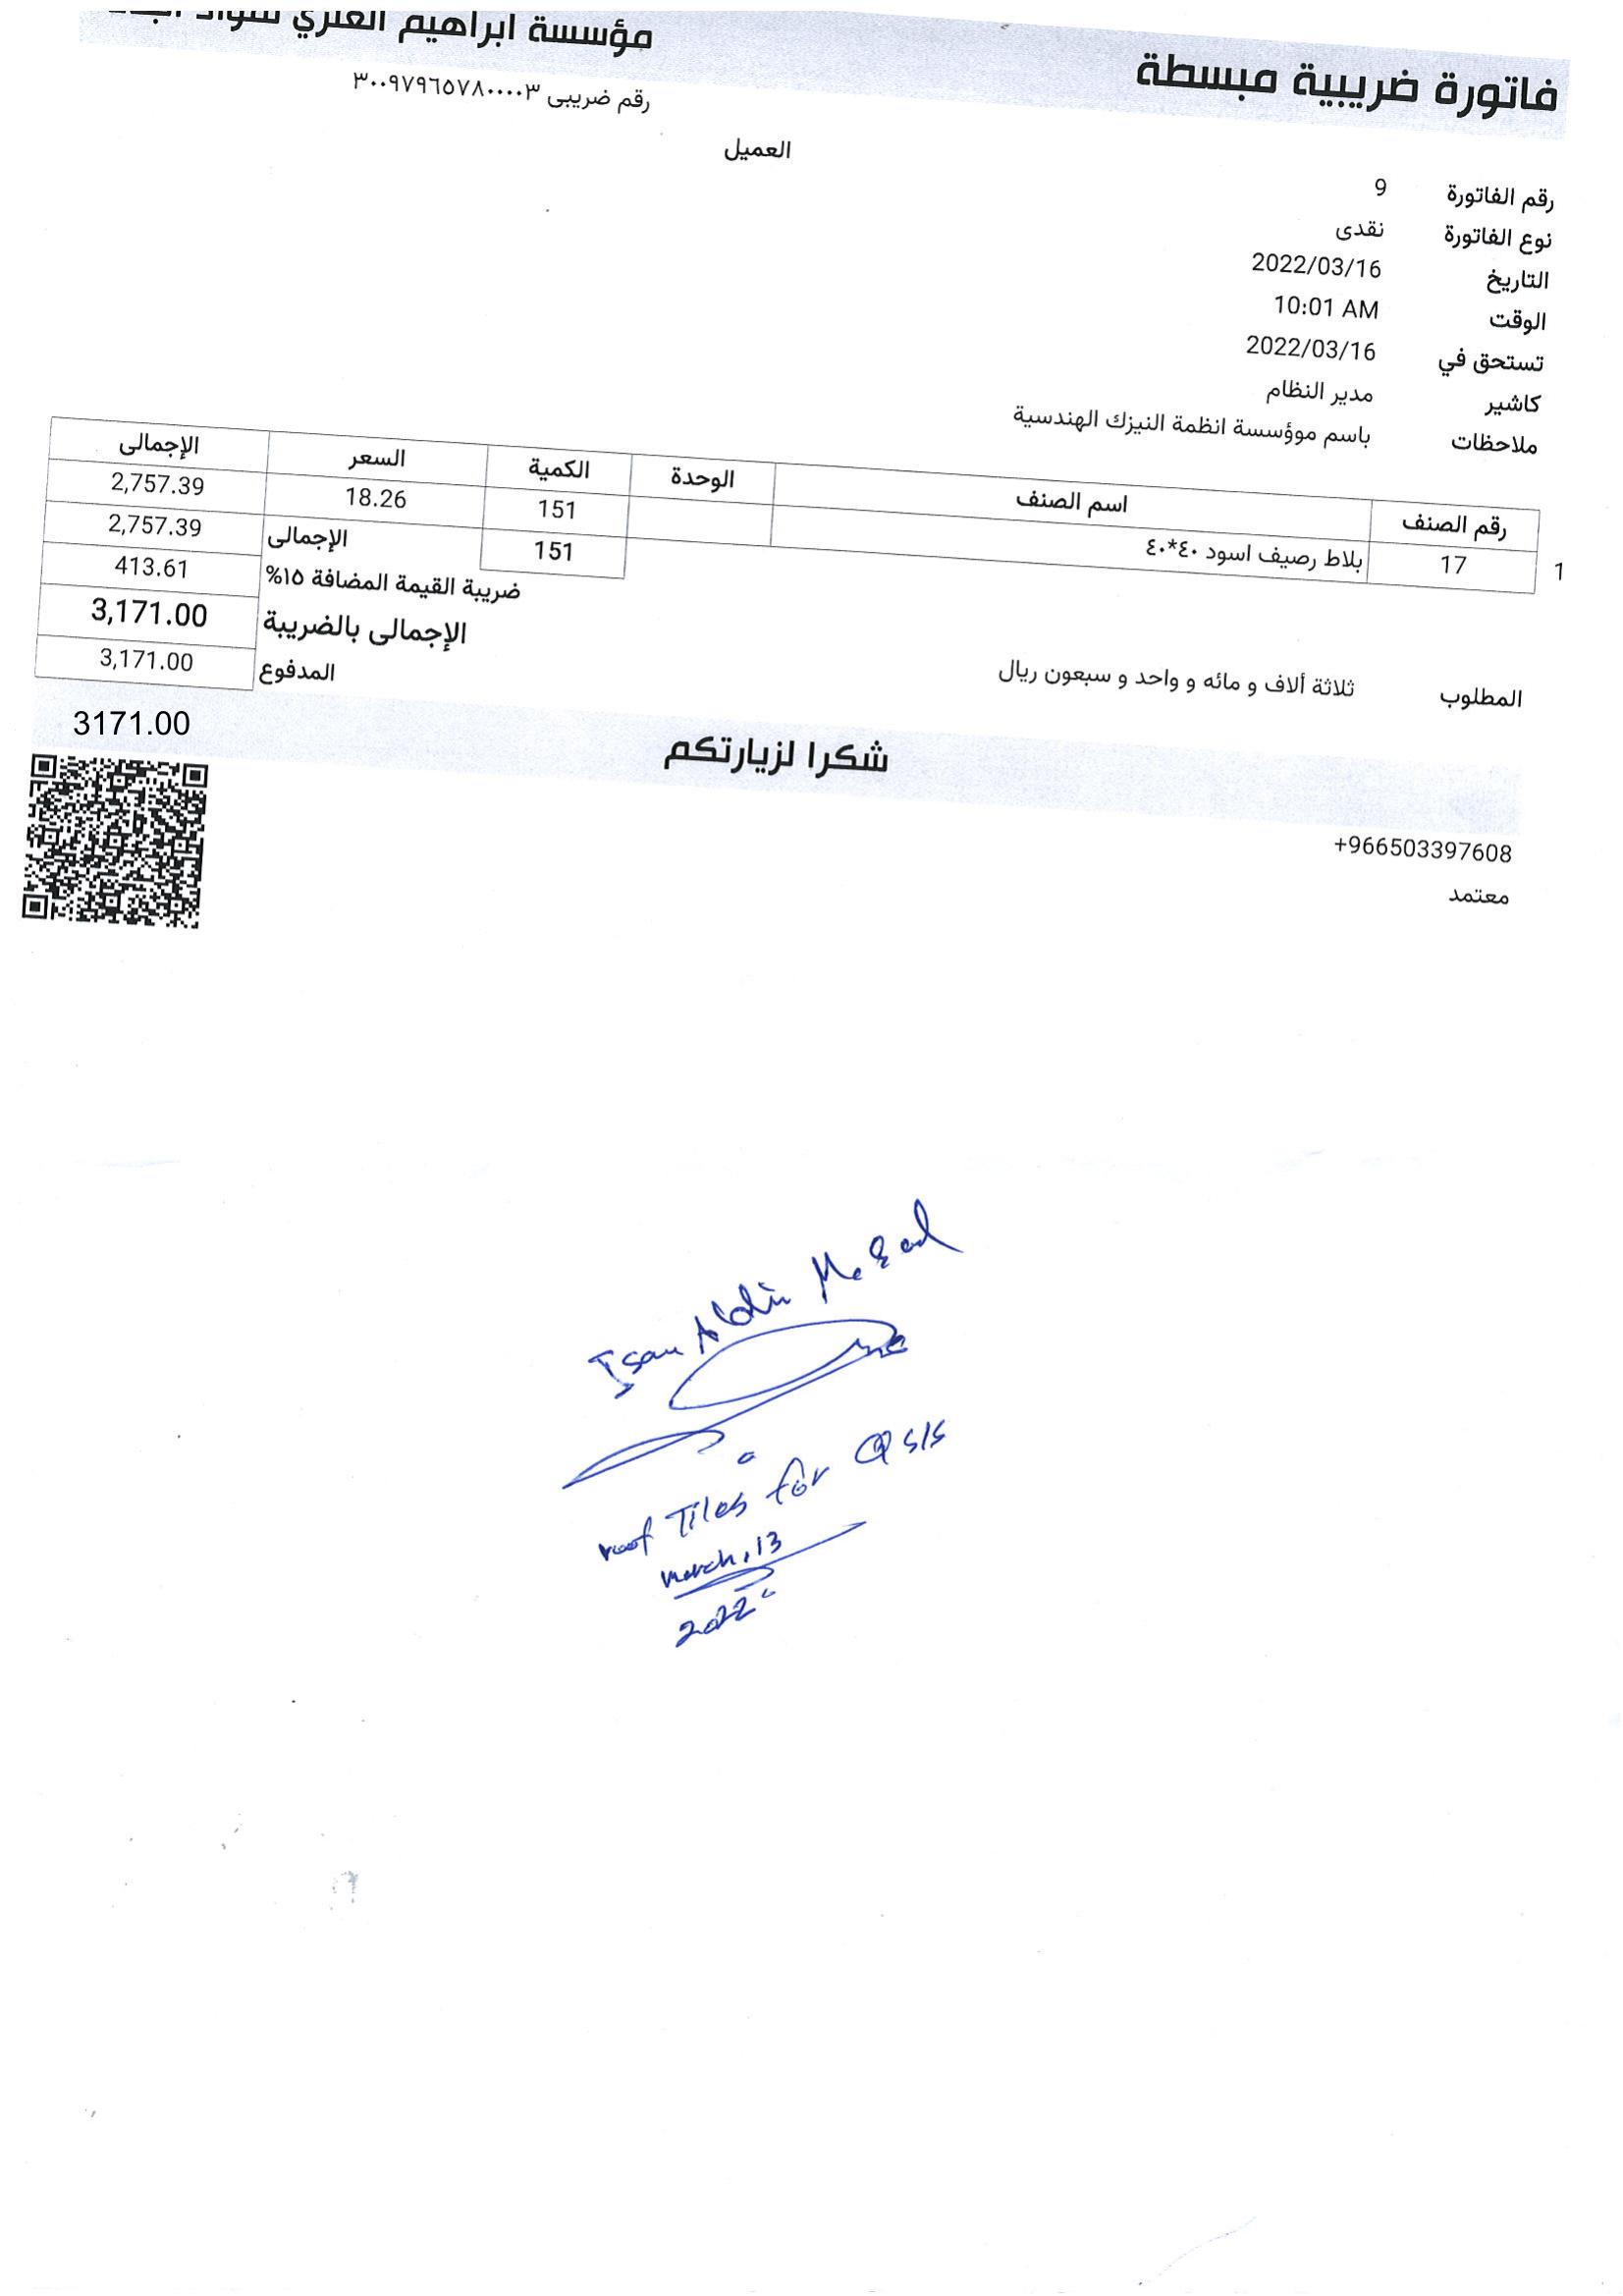 فاتورة ضريبية مبسطة
مؤسسة ابراهيم العنزي
رقم ضريبى ٣٠٠٩٧٩٦٥٧٨٠٠٠٠٣
العميل
رقم الفاتورة 9
نوع الفاتورة نقدى
التاريخ 2022/03/16
الوقت 10:01 AM
تستحق في 2022/03/16
كاشير مدير النظام
ملاحظات باسم موؤسسة انظمة النيزك الهندسية
رقم الصنف اسم الصنف الوحدة الكمية السعر الإجمالى
1 17 بلاط رصيف اسود ٤٠*٤٠ 151 18.26 2,757.39
151 الإجمالى 2,757.39
ضريبة القيمة المضافة ١٥% 413.61
الإجمالى بالضريبة 3,171.00
المدفوع 3,171.00
المطلوب ثلاثة ألاف و مائه و واحد و سبعون ريال
3171.00
شكرا لزيارتكم
+966503397608
معتمد
roof Tiles for
march, 13
2022